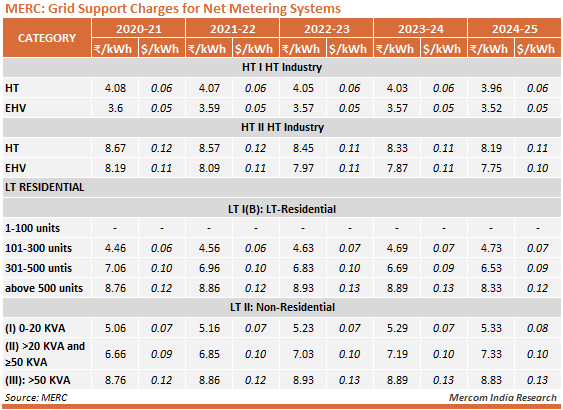 MERC: Grid Support Charges for Net Metering Systems
CATEGORY 2020-21 2021-22 2022-23 2023-24 2024-25
₹/kWh $/kWh ₹/kWh $/kWh ₹/kWh $/kWh ₹/kWh $/kWh ₹/kWh $/kWh
HT I HT Industry
HT 4.08 0.06 4.07 0.06 4.05 0.06 4.03 0.06 3.96 0.06
EHV 3.6 0.05 3.59 0.05 3.57 0.05 3.57 0.05 3.52 0.05
HT II HT Industry
HT 8.67 0.12 8.57 0.12 8.45 0.11 8.33 0.11 8.19 0.11
EHV 8.19 0.11 8.09 0.11 7.97 0.11 7.87 0.11 7.75 0.10
LT RESIDENTIAL
LT I(B): LT-Residential
1-100 units - - - - - - - - - -
101-300 units 4.46 0.06 4.56 0.06 4.63 0.07 4.69 0.07 4.73 0.07
301-500 untis 7.06 0.10 6.96 0.10 6.83 0.10 6.69 0.09 6.53 0.09
above 500 units 8.76 0.12 8.86 0.12 8.93 0.13 8.89 0.13 8.33 0.12
LT II: Non-Residential
(I) 0-20 KVA 5.06 0.07 5.16 0.07 5.23 0.07 5.29 0.07 5.33 0.08
(II) >20 KVA and
≥50 KVA 6.66 0.09 6.85 0.10 7.03 0.10 7.19 0.10 7.33 0.10
(III): >50 KVA 8.76 0.12 8.86 0.12 8.93 0.13 8.89 0.13 8.83 0.13
Source: MERC Mercom India Research